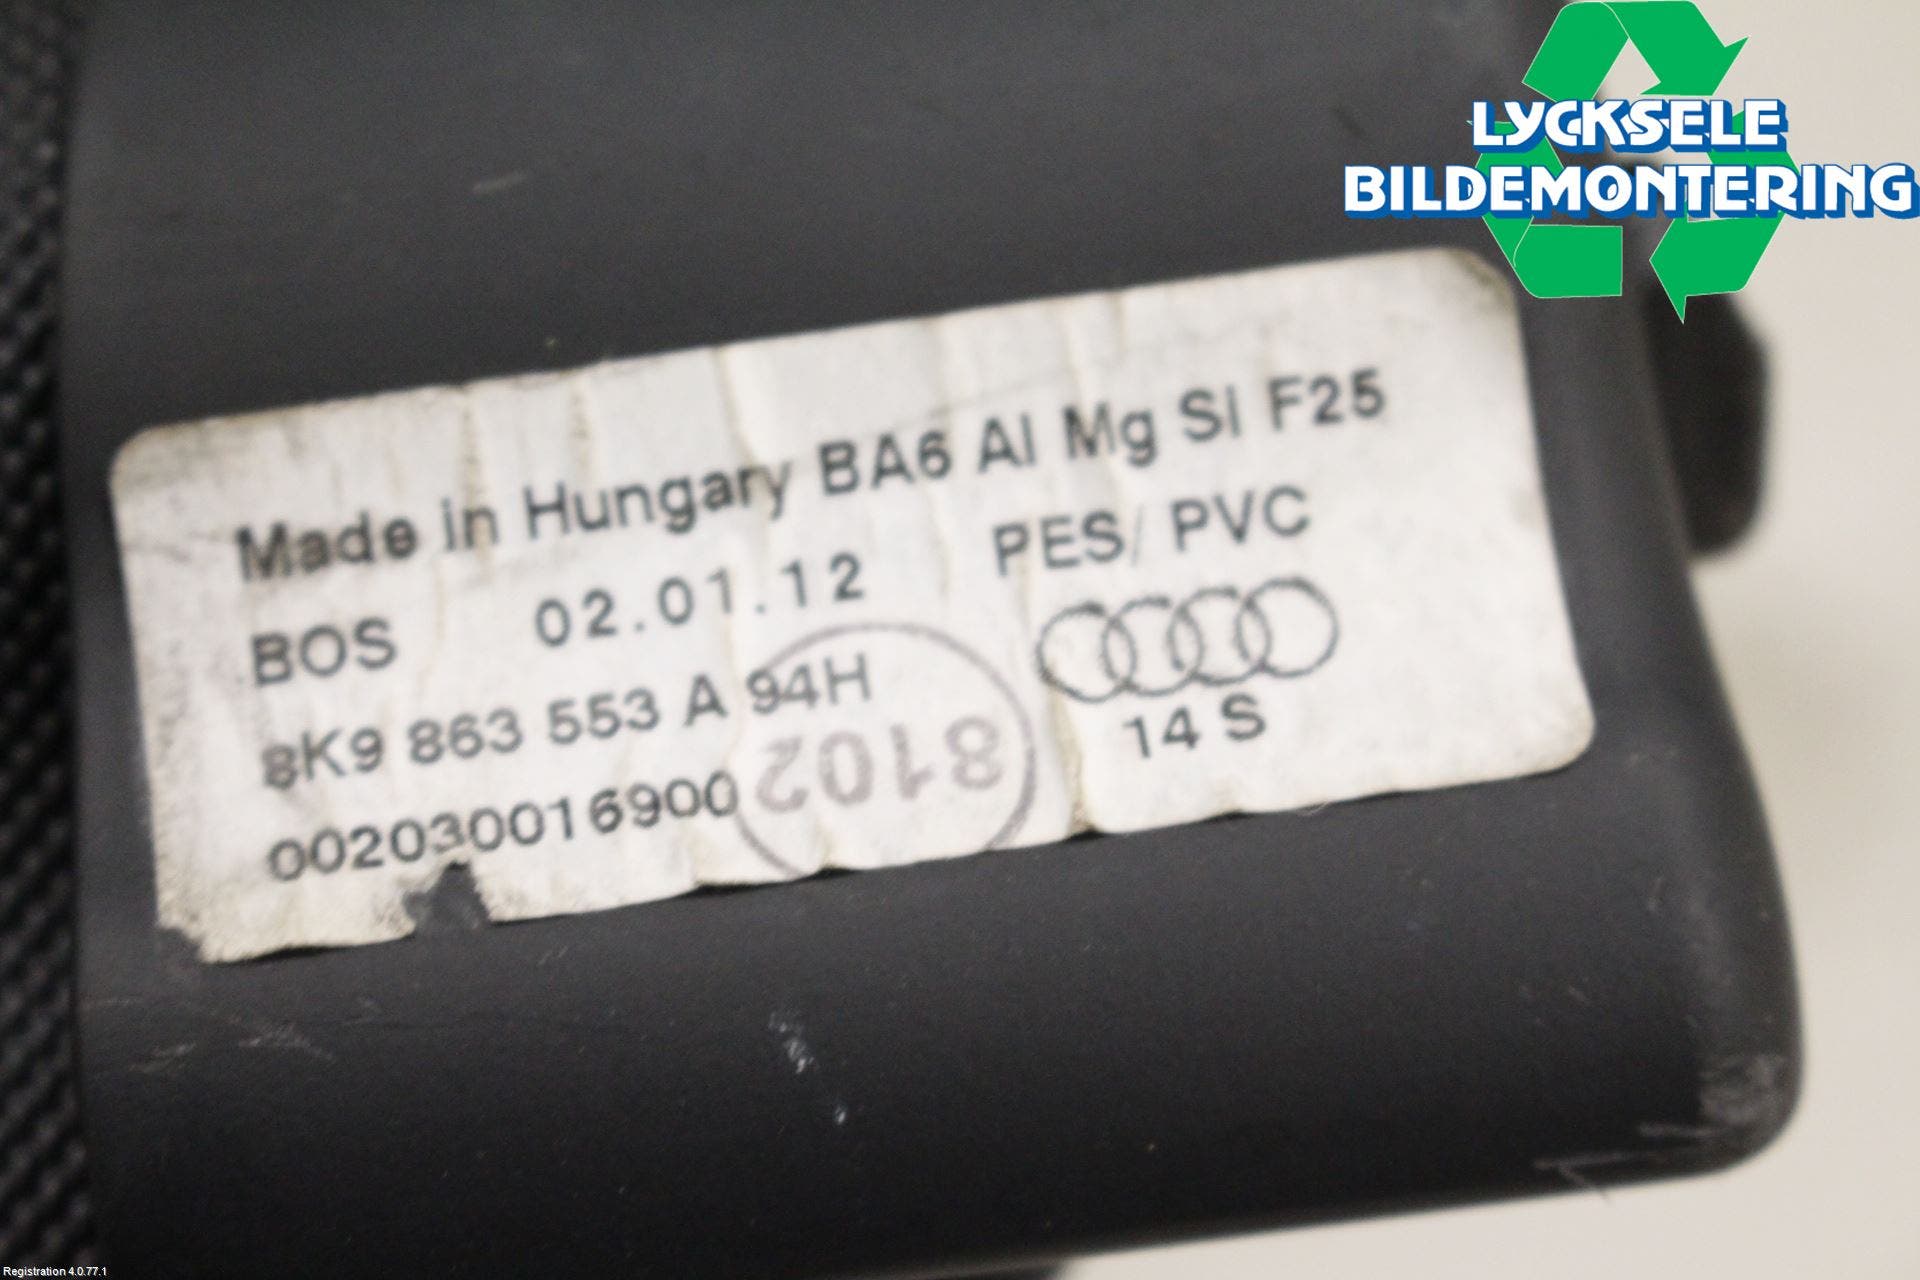 LYCKSELE
BILDEMONTERING
Made in Hungary BA6 Al Mg SI F25
BOS 02.01.12 PES/ PVC
8K9 863 553 A 94H
14 S
002030016900
8102
Registration 4.0.77.1